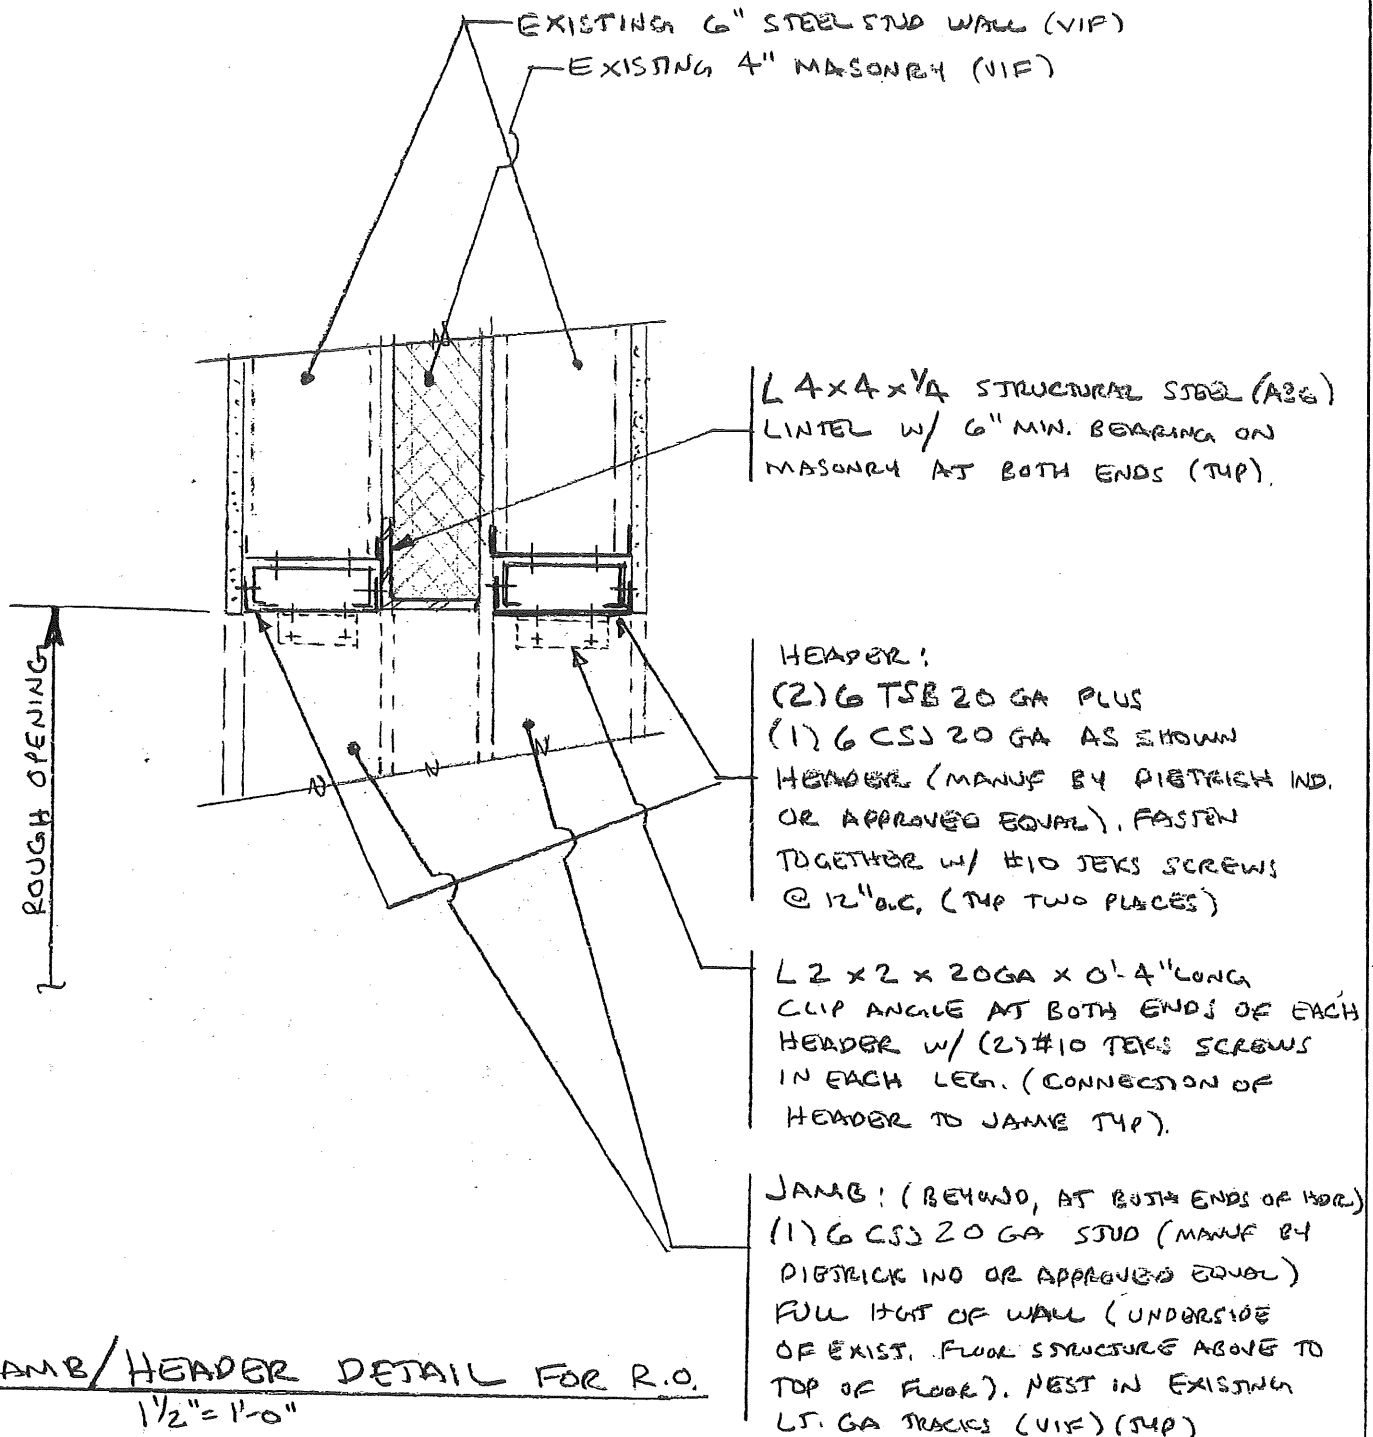 EXISTING 6" STEEL STUD WALL (VIF)
EXISTING 4" MASONRY (VIF)
L 4 x 4 x 1/4 STRUCTURAL STEEL (A36)
LINTEL W/ 6" MIN. BEARING ON
MASONRY AT BOTH ENDS (TYP).
ROUGH OPENING
HEADER:
(2) 6 TSB 20 GA PLUS
(1) 6 CSJ 20 GA AS SHOWN
HEADER (MANUF BY DIETRICH IND.
OR APPROVED EQUAL). FASTEN
TOGETHER W/ #10 TEKS SCREWS
@ 12" O.C. (TYP TWO PLACES)
L 2 x 2 x 20GA x 0'-4" LONG
CLIP ANGLE AT BOTH ENDS OF EACH
HEADER W/ (2) #10 TEKS SCREWS
IN EACH LEG. (CONNECTION OF
HEADER TO JAMB TYP).
JAMB: (BEYOND, AT BOTH ENDS OF HDR)
(1) 6 CSJ 20 GA STUD (MANUF BY
DIETRICK IND OR APPROVED EQUAL)
FULL HGT OF WALL (UNDERSIDE
OF EXIST. FLOOR STRUCTURE ABOVE TO
TOP OF FLOOR). NEST IN EXISTING
LT. GA TRACKS (VIF) (TYP)
AMB/HEADER DETAIL FOR R.O.
1 1/2" = 1'-0"